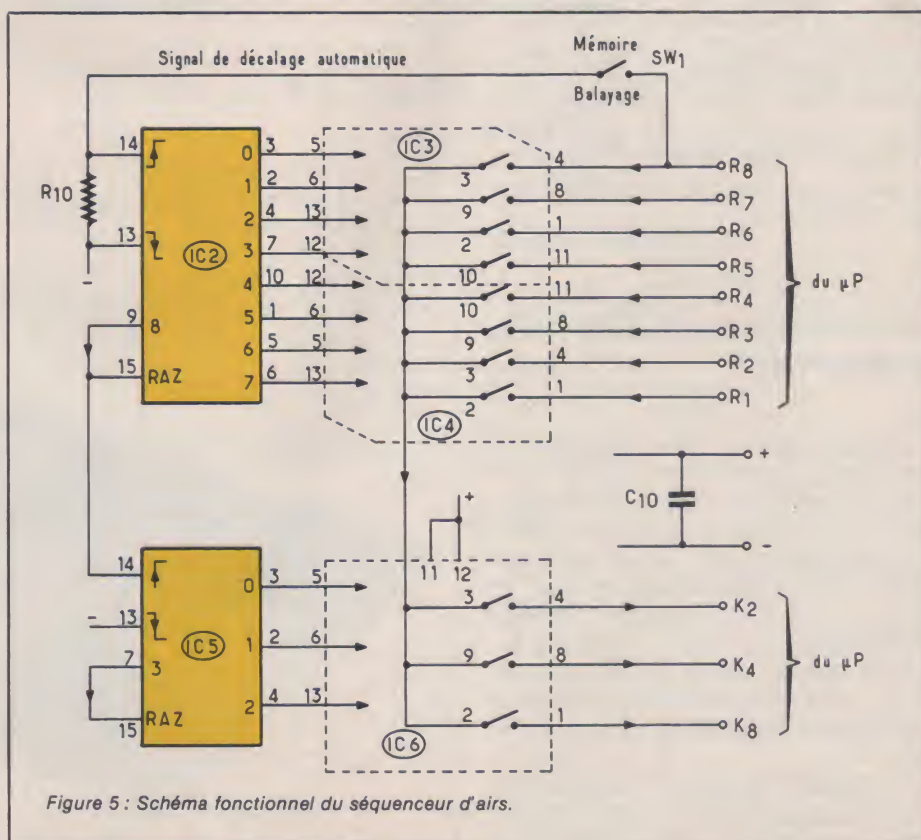 Signal de décalage automatique
Mémoire
SW1
Balayage
14
R10
13
9
15
IC2
8
RAZ
0 3 5
1 2 6
2 4 13
3 7 12
4 10 12
5 1 6
6 5 5
7 6 13
IC3
3 4 R8
9 8 R7
2 1 R6
10 11 R5
10 11 R4
9 8 R3
3 4 R2
2 1 R1
du µP
IC4
+
11 12
C10
+
-
14
-
13
7
15
IC5
3
RAZ
0 3 5
1 2 6
2 4 13
3 4 K2
9 8 K4
2 1 K8
du µP
IC6
Figure 5 : Schéma fonctionnel du séquenceur d'airs.